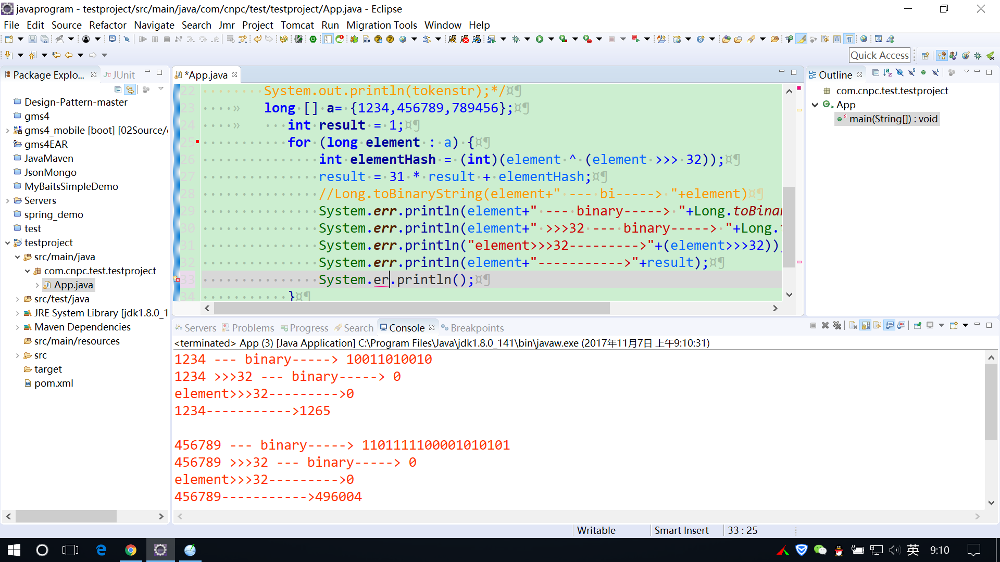 javaprogram - testproject/src/main/java/com/cnpc/test/testproject/App.java - Eclipse
File Edit Source Refactor Navigate Search Jmr Project Tomcat Run Migration Tools Window Help
Quick Access
Package Explo...
JUnit
Design-Pattern-master
gms4
gms4_mobile [boot] [02Source/g
gms4EAR
JavaMaven
JsonMongo
MyBaitsSimpleDemo
Servers
spring_demo
test
testproject
src/main/java
com.cnpc.test.testproject
App.java
src/test/java
JRE System Library [jdk1.8.0_1
Maven Dependencies
src/main/resources
src
target
pom.xml
*App.java
22 System.out.println(tokenstr);*/¤¶
23 » long [] a= {1234,456789,789456};¤¶
24 » int result = 1;¤¶
25 for (long element : a) {¤¶
26 int elementHash = (int)(element ^ (element >>> 32));¤¶
27 result = 31 * result + elementHash;¤¶
28 //Long.toBinaryString(element+" --- bi-----> "+element)¤¶
29 System.err.println(element+" --- binary-----> "+Long.toBinar
30 System.err.println(element+" >>>32 --- binary-----> "+Long.
31 System.err.println("element>>>32--------->"+(element>>>32))
32 System.err.println(element+"----------->"+result);¤¶
33 System.er.println();¤¶
34 }¤¶
Outline
com.cnpc.test.testproject
App
main(String[]) : void
Servers Problems Progress Search Console Breakpoints
<terminated> App (3) [Java Application] C:\Program Files\Java\jdk1.8.0_141\bin\javaw.exe (2017年11月7日 上午9:10:31)
1234 --- binary-----> 10011010010
1234 >>>32 --- binary-----> 0
element>>>32--------->0
1234----------->1265
456789 --- binary-----> 1101111100001010101
456789 >>>32 --- binary-----> 0
element>>>32--------->0
456789----------->496004
Writable Smart Insert 33 : 25
英 9:10